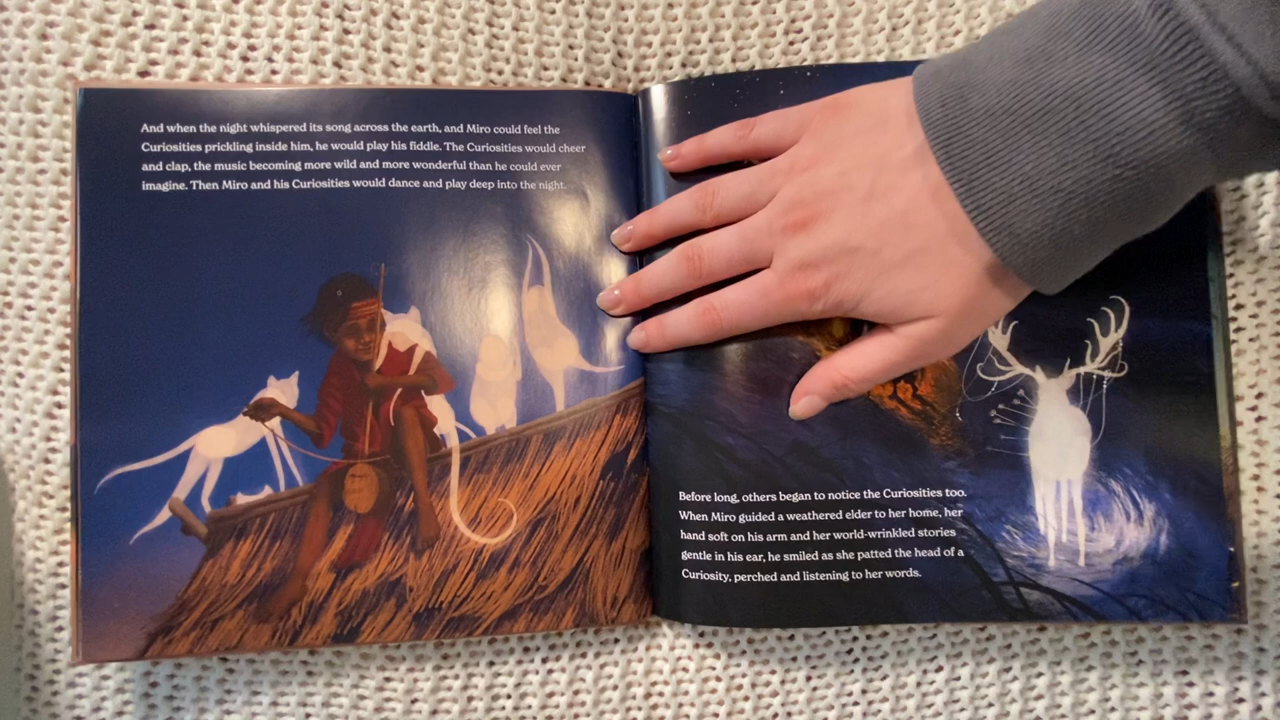 And when the night whispered its song across the earth, and Miro could feel the
Curiosities prickling inside him, he would play his fiddle. The Curiosities would cheer
and clap, the music becoming more wild and more wonderful than he could ever
imagine. Then Miro and his Curiosities would dance and play deep into the night.
Before long, others began to notice the Curiosities too.
When Miro guided a weathered elder to her home, her
hand soft on his arm and her world-wrinkled stories
gentle in his ear, he smiled as she patted the head of a
Curiosity, perched and listening to her words.